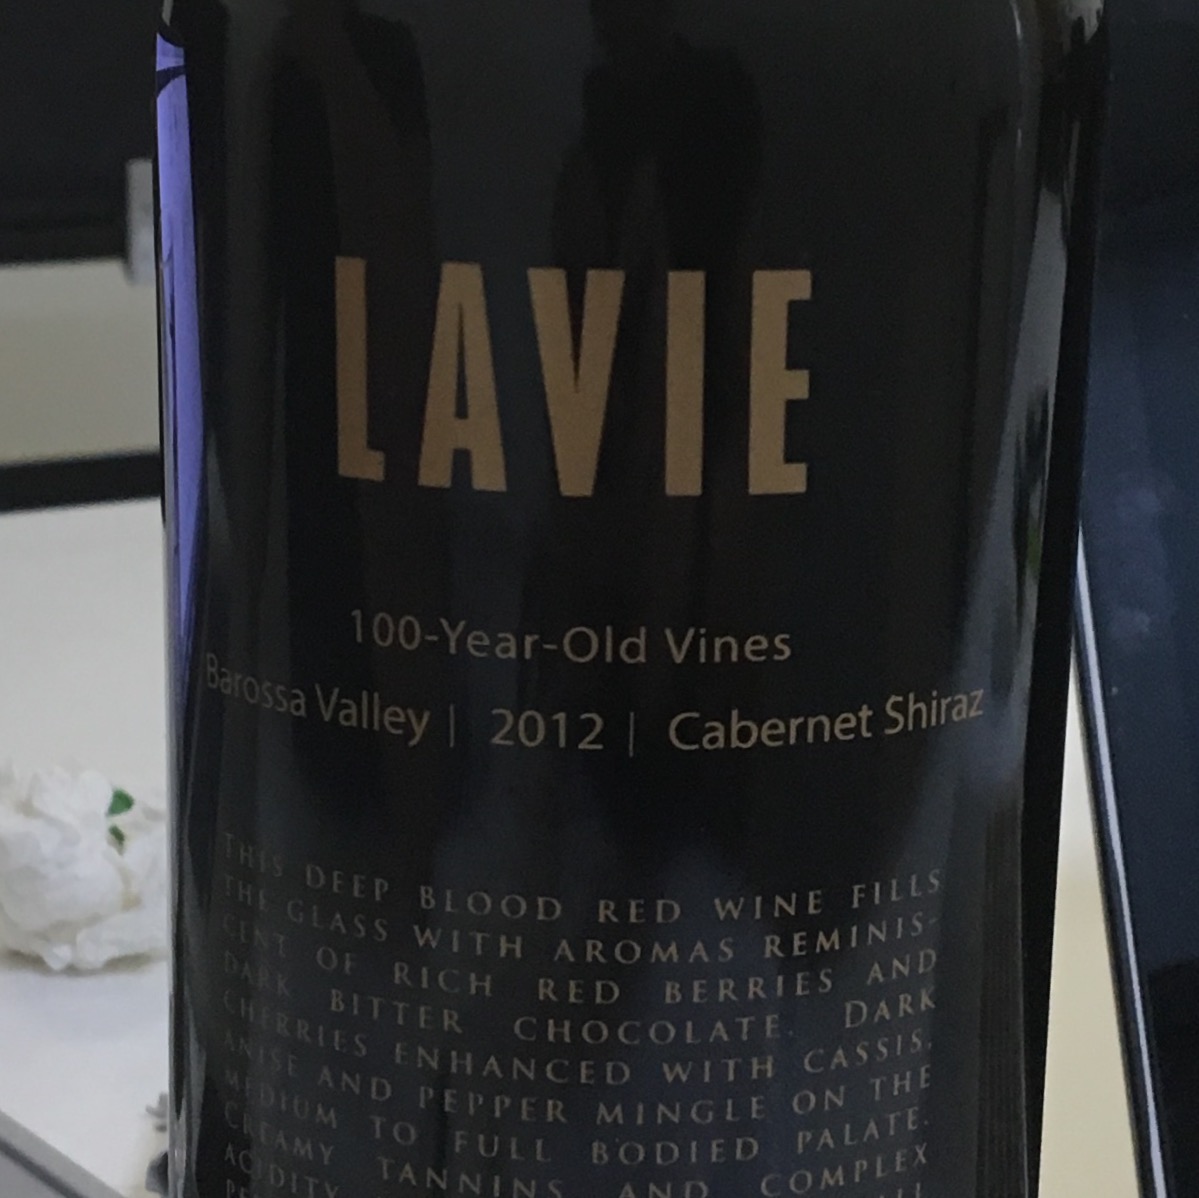 LAVIE
100-Year-Old Vines
Barossa Valley | 2012 | Cabernet Shiraz
THIS DEEP BLOOD RED WINE FILLS
THE GLASS WITH AROMAS REMINIS-
CENT OF RICH RED BERRIES AND
DARK BITTER CHOCOLATE. DARK
CHERRIES ENHANCED WITH CASSIS,
ANISE AND PEPPER MINGLE ON THE
MEDIUM TO FULL BODIED PALATE.
CREAMY TANNINS AND COMPLEX
ACIDITY